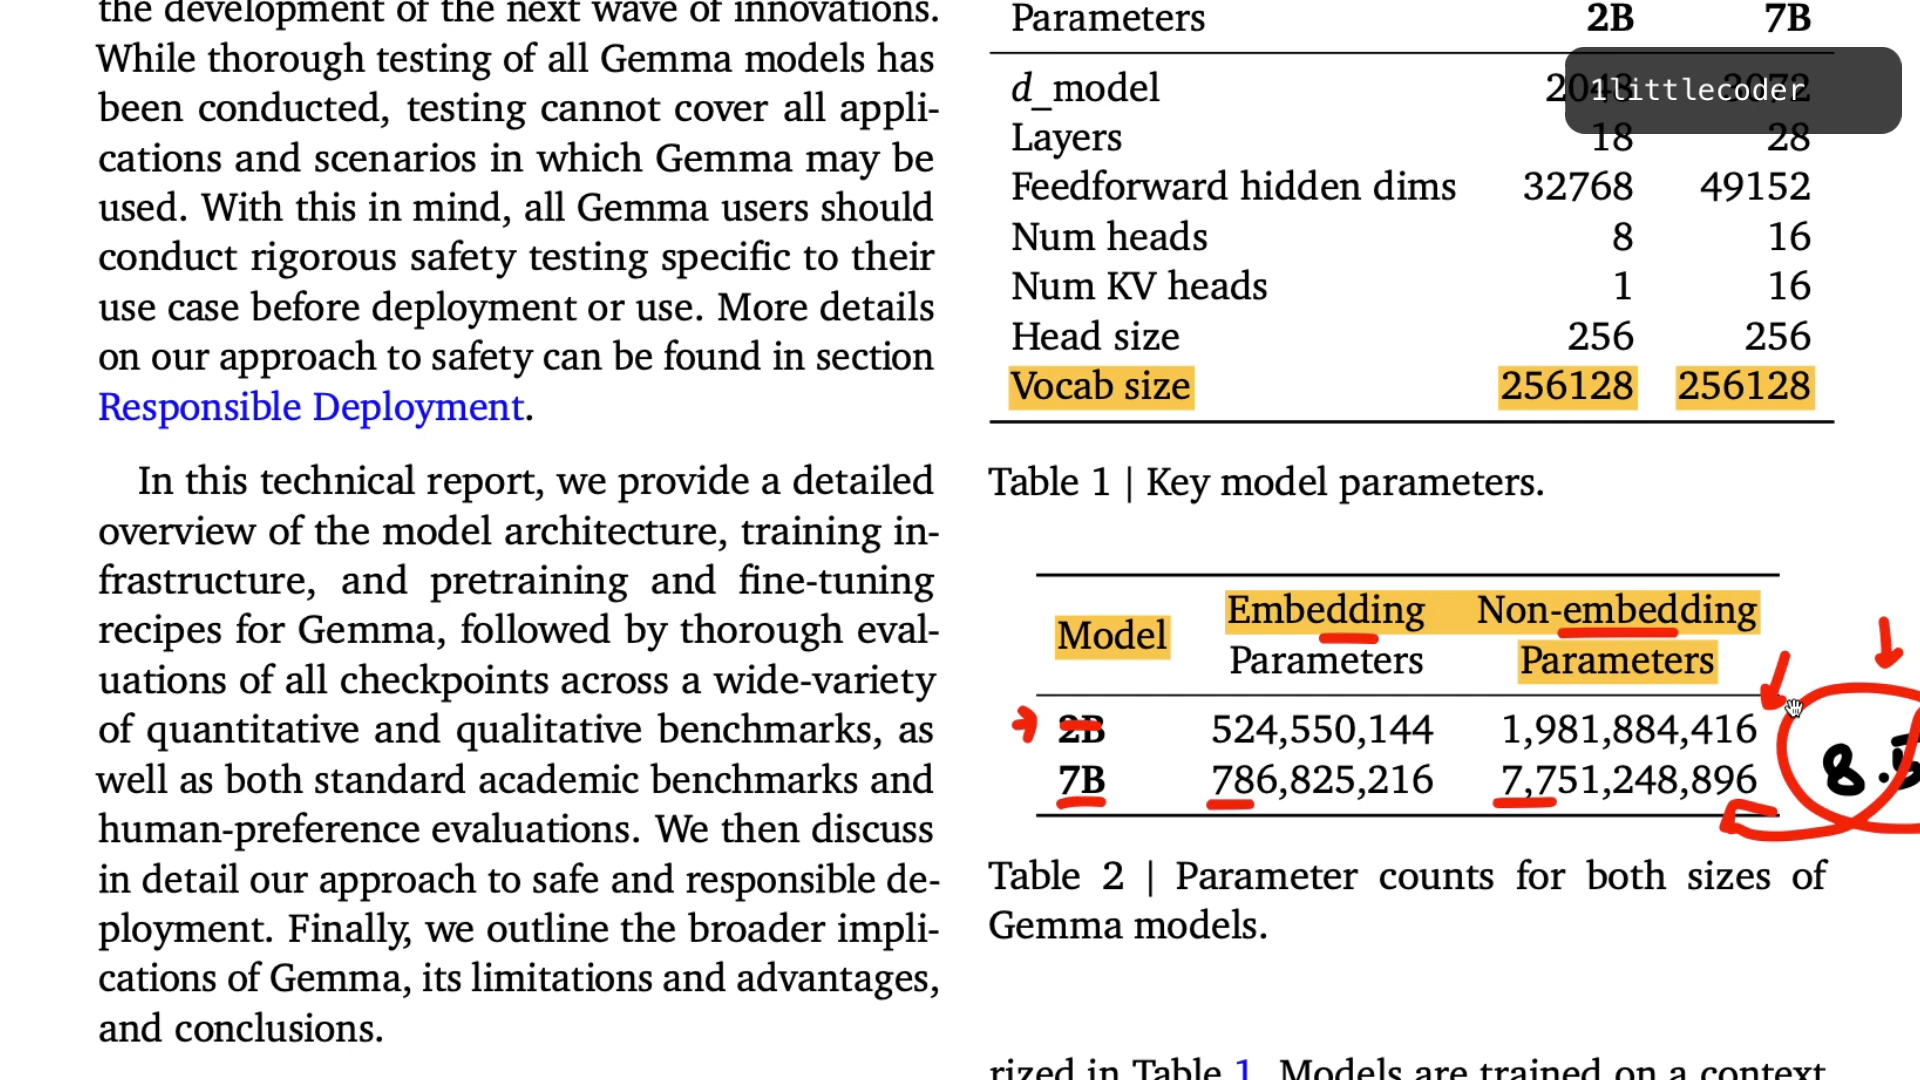 the development of the next wave of innovations.
While thorough testing of all Gemma models has
been conducted, testing cannot cover all appli-
cations and scenarios in which Gemma may be
used. With this in mind, all Gemma users should
conduct rigorous safety testing specific to their
use case before deployment or use. More details
on our approach to safety can be found in section
Responsible Deployment.
In this technical report, we provide a detailed
overview of the model architecture, training in-
frastructure, and pretraining and fine-tuning
recipes for Gemma, followed by thorough eval-
uations of all checkpoints across a wide-variety
of quantitative and qualitative benchmarks, as
well as both standard academic benchmarks and
human-preference evaluations. We then discuss
in detail our approach to safe and responsible de-
ployment. Finally, we outline the broader impli-
cations of Gemma, its limitations and advantages,
and conclusions.
Parameters 2B 7B
d_model 2048 3072
1littlecoder
Layers 18 28
Feedforward hidden dims 32768 49152
Num heads 8 16
Num KV heads 1 16
Head size 256 256
Vocab size 256128 256128
Table 1 | Key model parameters.
Model Embedding Parameters Non-embedding Parameters
2B 524,550,144 1,981,884,416
7B 786,825,216 7,751,248,896
8.5
Table 2 | Parameter counts for both sizes of
Gemma models.
rized in Table 1. Models are trained on a context